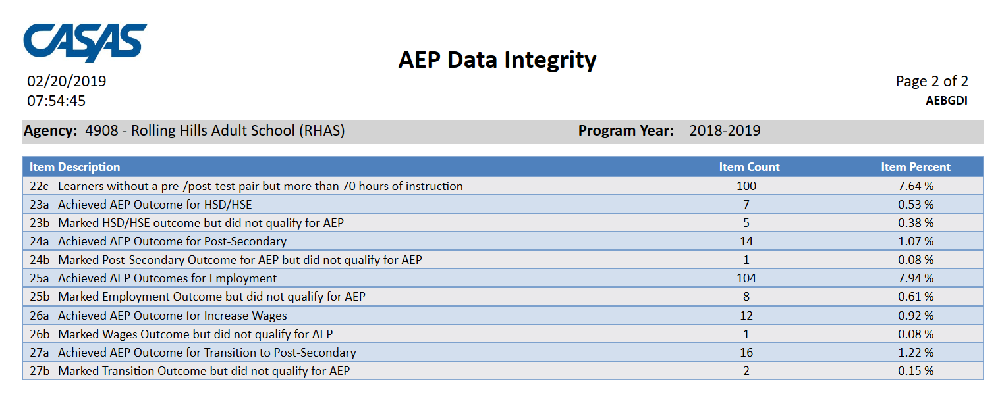 CASAS
AEP Data Integrity
02/20/2019
Page 2 of 2
07:54:45
AEBGDI
Agency: 4908 - Rolling Hills Adult School (RHAS) Program Year: 2018-2019
Item Description Item Count Item Percent
22c Learners without a pre-/post-test pair but more than 70 hours of instruction 100 7.64 %
23a Achieved AEP Outcome for HSD/HSE 7 0.53 %
23b Marked HSD/HSE outcome but did not qualify for AEP 5 0.38 %
24a Achieved AEP Outcome for Post-Secondary 14 1.07 %
24b Marked Post-Secondary Outcome for AEP but did not qualify for AEP 1 0.08 %
25a Achieved AEP Outcomes for Employment 104 7.94 %
25b Marked Employment Outcome but did not qualify for AEP 8 0.61 %
26a Achieved AEP Outcome for Increase Wages 12 0.92 %
26b Marked Wages Outcome but did not qualify for AEP 1 0.08 %
27a Achieved AEP Outcome for Transition to Post-Secondary 16 1.22 %
27b Marked Transition Outcome but did not qualify for AEP 2 0.15 %